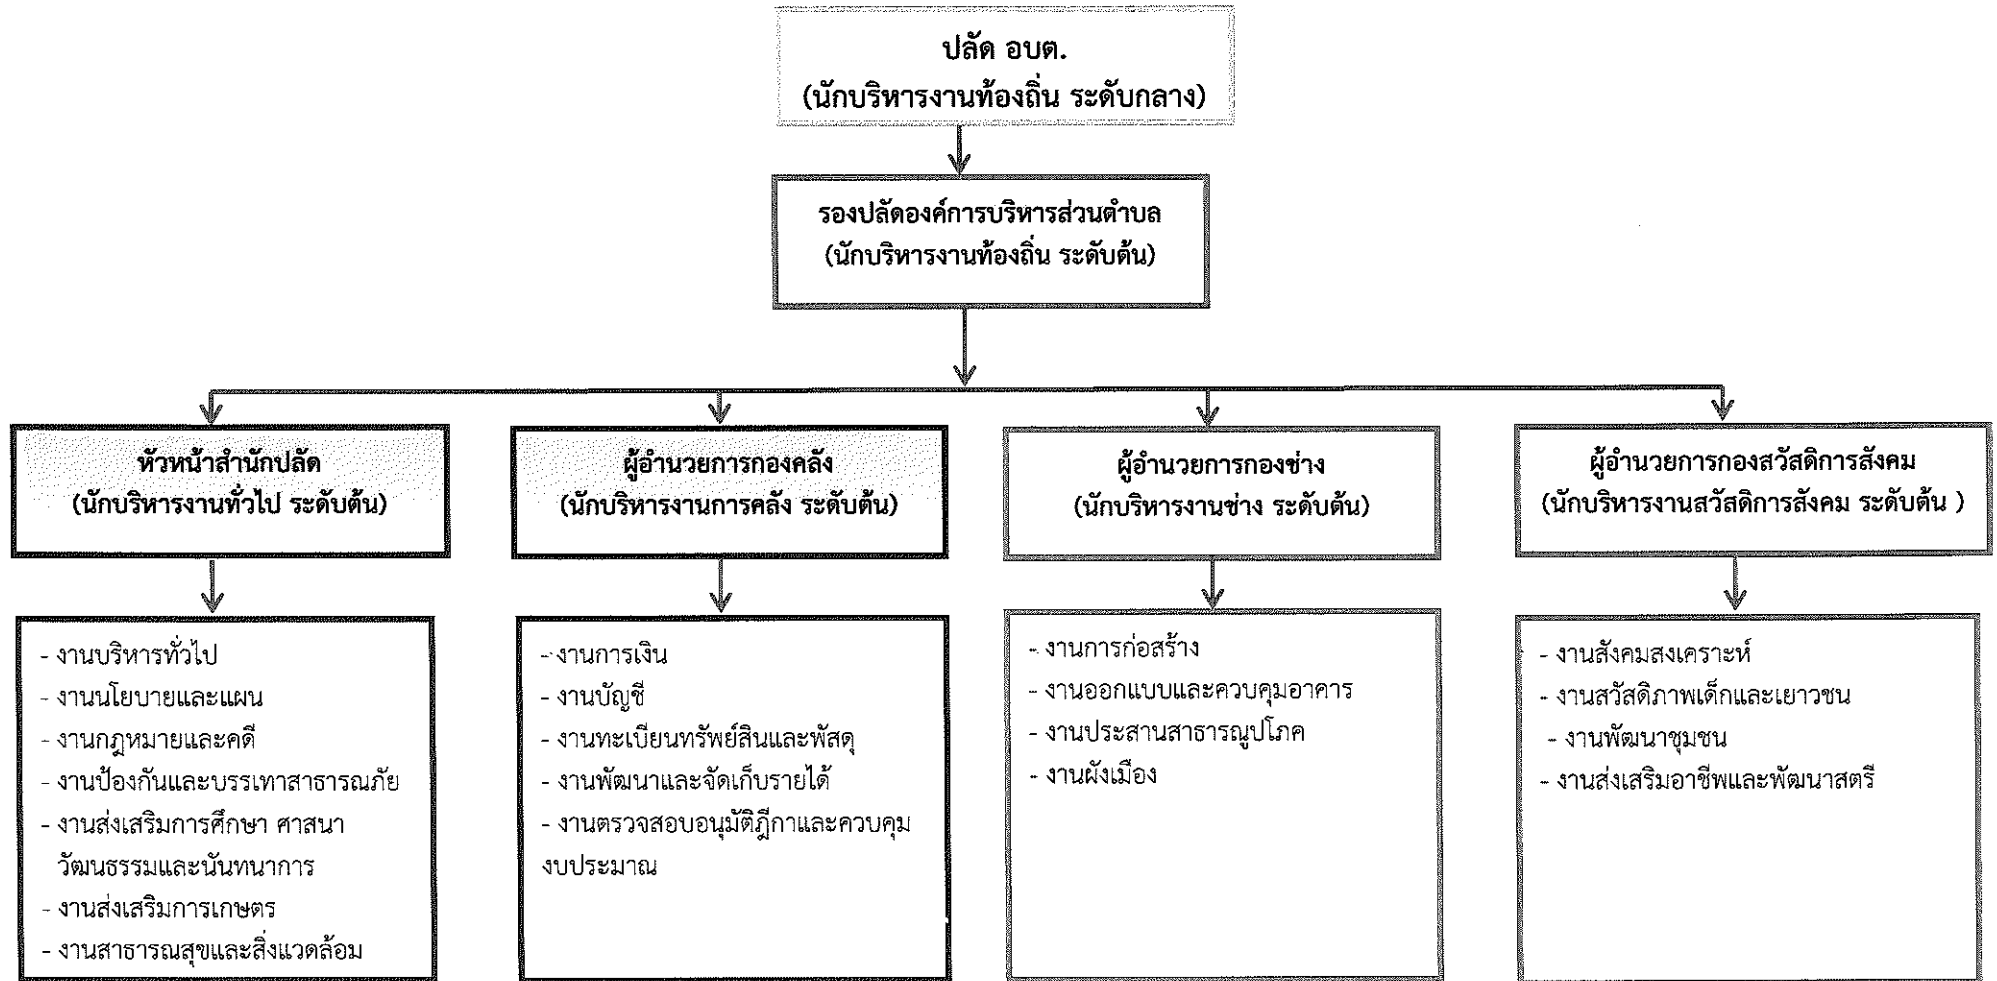 ปลัด อบต.
(นักบริหารงานท้องถิ่น ระดับกลาง)
รองปลัดองค์การบริหารส่วนตำบล
(นักบริหารงานท้องถิ่น ระดับต้น)
หัวหน้าสำนักปลัด
(นักบริหารงานทั่วไป ระดับต้น)
ผู้อำนวยการกองคลัง
(นักบริหารงานการคลัง ระดับต้น)
ผู้อำนวยการกองช่าง
(นักบริหารงานช่าง ระดับต้น)
ผู้อำนวยการกองสวัสดิการสังคม
(นักบริหารงานสวัสดิการสังคม ระดับต้น )
- งานบริหารทั่วไป
- งานนโยบายและแผน
- งานกฎหมายและคดี
- งานป้องกันและบรรเทาสาธารณภัย
- งานส่งเสริมการศึกษา ศาสนา
วัฒนธรรมและนันทนาการ
- งานส่งเสริมการเกษตร
- งานสาธารณสุขและสิ่งแวดล้อม
- งานการเงิน
- งานบัญชี
- งานทะเบียนทรัพย์สินและพัสดุ
- งานพัฒนาและจัดเก็บรายได้
- งานตรวจสอบอนุมัติฎีกาและควบคุม
งบประมาณ
- งานการก่อสร้าง
- งานออกแบบและควบคุมอาคาร
- งานประสานสาธารณูปโภค
- งานผังเมือง
- งานสังคมสงเคราะห์
- งานสวัสดิภาพเด็กและเยาวชน
- งานพัฒนาชุมชน
- งานส่งเสริมอาชีพและพัฒนาสตรี